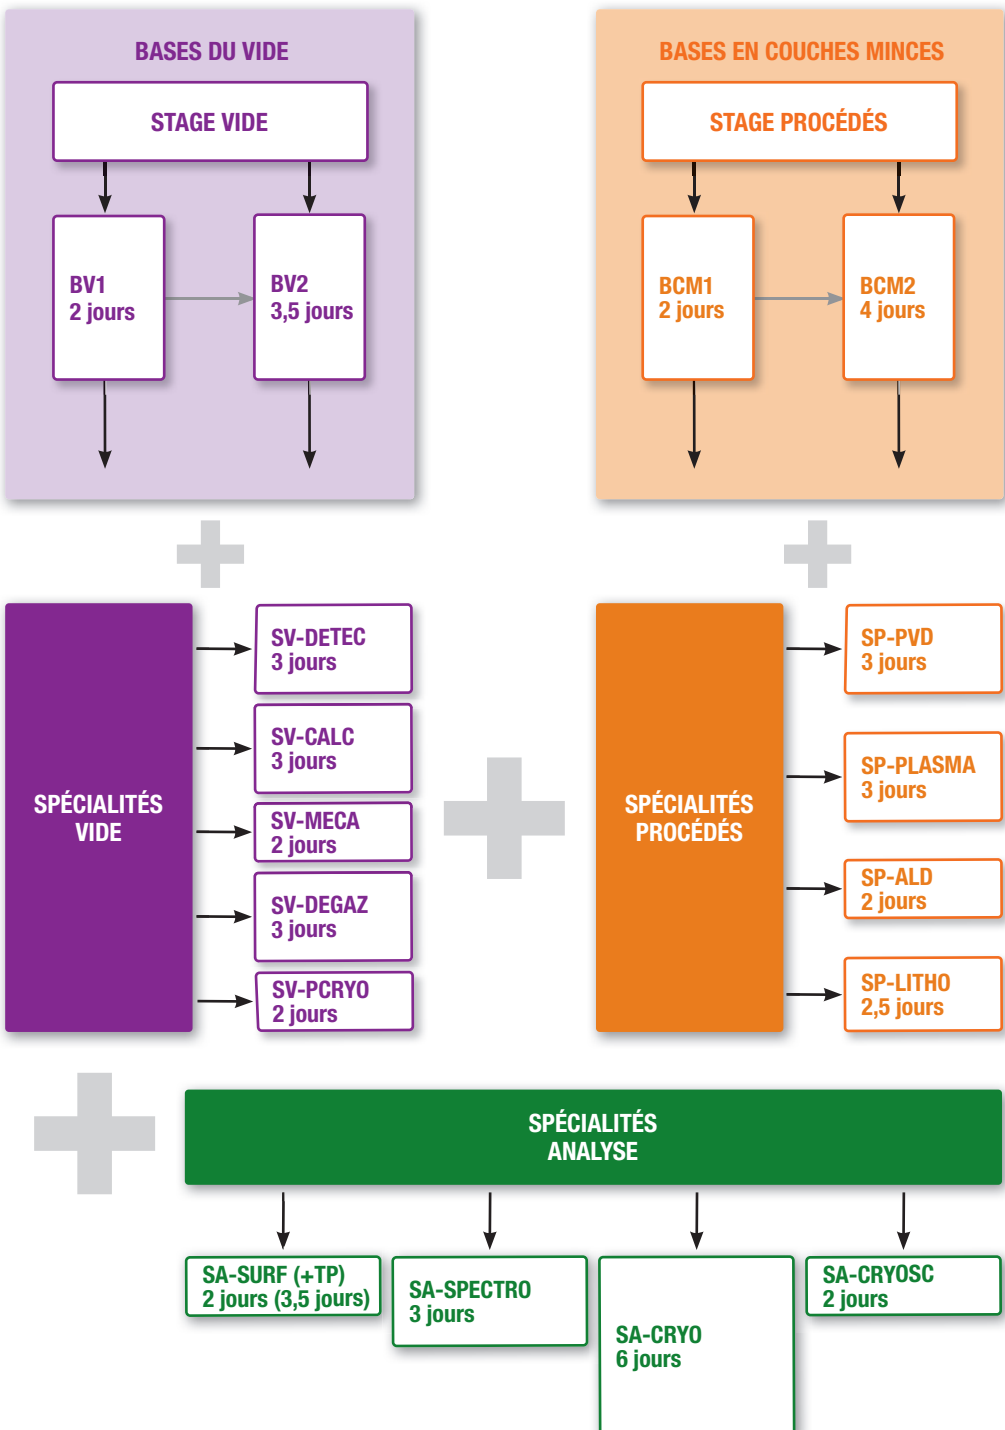 BASES DU VIDE
STAGE VIDE
BV1
2 jours
BV2
3,5 jours
BASES EN COUCHES MINCES
STAGE PROCÉDÉS
BCM1
2 jours
BCM2
4 jours
SPÉCIALITÉS
VIDE
SV-DETEC
3 jours
SV-CALC
3 jours
SV-MECA
2 jours
SV-DEGAZ
3 jours
SV-PCRYO
2 jours
SPÉCIALITÉS
PROCÉDÉS
SP-PVD
3 jours
SP-PLASMA
3 jours
SP-ALD
2 jours
SP-LITHO
2,5 jours
SPÉCIALITÉS
ANALYSE
SA-SURF (+TP)
2 jours (3,5 jours)
SA-SPECTRO
3 jours
SA-CRYO
6 jours
SA-CRYOSC
2 jours